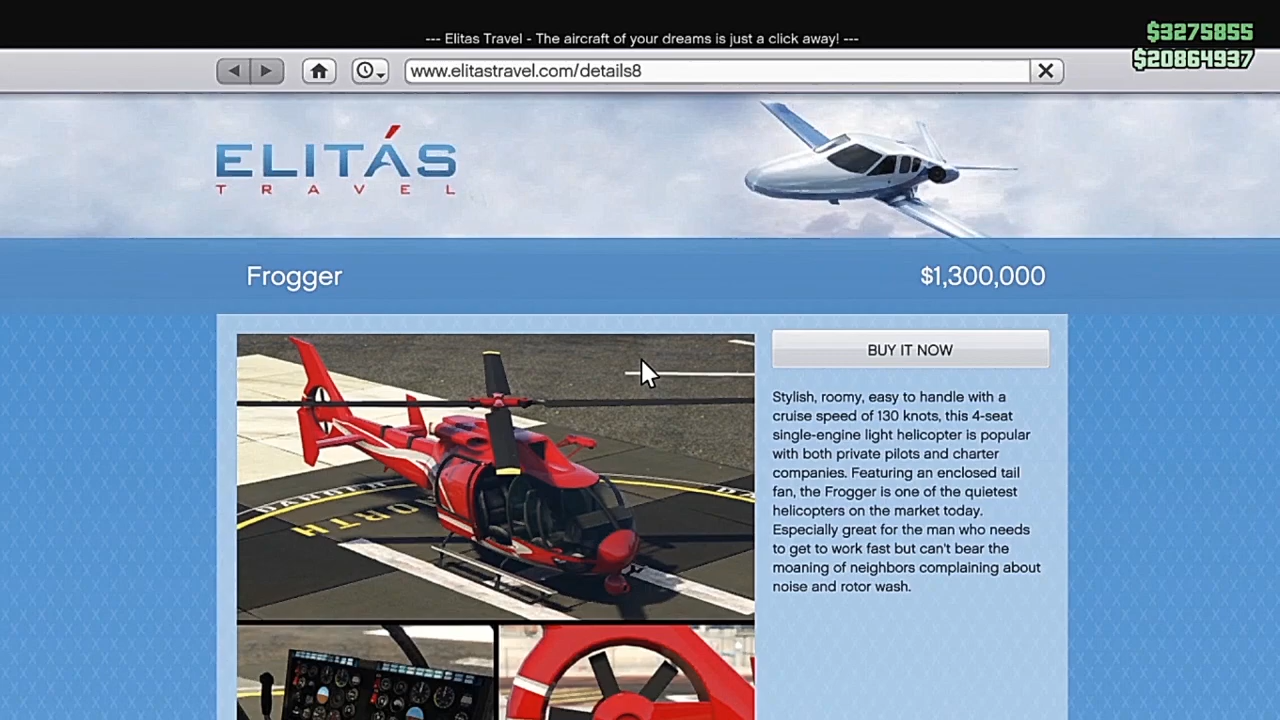 --- Elitas Travel - The aircraft of your dreams is just a click away! ---
$3275855
$20864937
www.elitastravel.com/details8
ELITÁS
TRAVEL
Frogger
$1,300,000
BUY IT NOW
Stylish, roomy, easy to handle with a
cruise speed of 130 knots, this 4-seat
single-engine light helicopter is popular
with both private pilots and charter
companies. Featuring an enclosed tail
fan, the Frogger is one of the quietest
helicopters on the market today.
Especially great for the man who needs
to get to work fast but can't bear the
moaning of neighbors complaining about
noise and rotor wash.
DANGER
NORTH